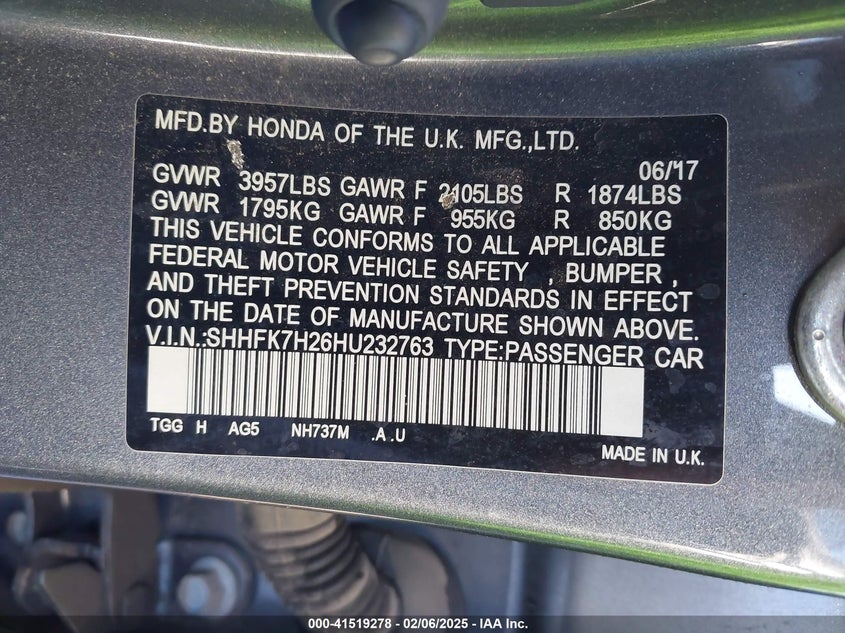 MFD.BY HONDA OF THE U.K. MFG.,LTD.
06/'17
GVWR 3957LBS GAWR F 2105LBS R 1874LBS
GVWR 1795KG GAWR F 955KG R 850KG
THIS VEHICLE CONFORMS TO ALL APPLICABLE
FEDERAL MOTOR VEHICLE SAFETY , BUMPER ,
AND THEFT PREVENTION STANDARDS IN EFFECT
ON THE DATE OF MANUFACTURE SHOWN ABOVE.
V.I.N.:SHHFK7H26HU232763 TYPE:PASSENGER CAR
TGG H AG5 NH737M .A .U
MADE IN U.K.
000-41519278 - 02/06/2025 - IAA Inc.